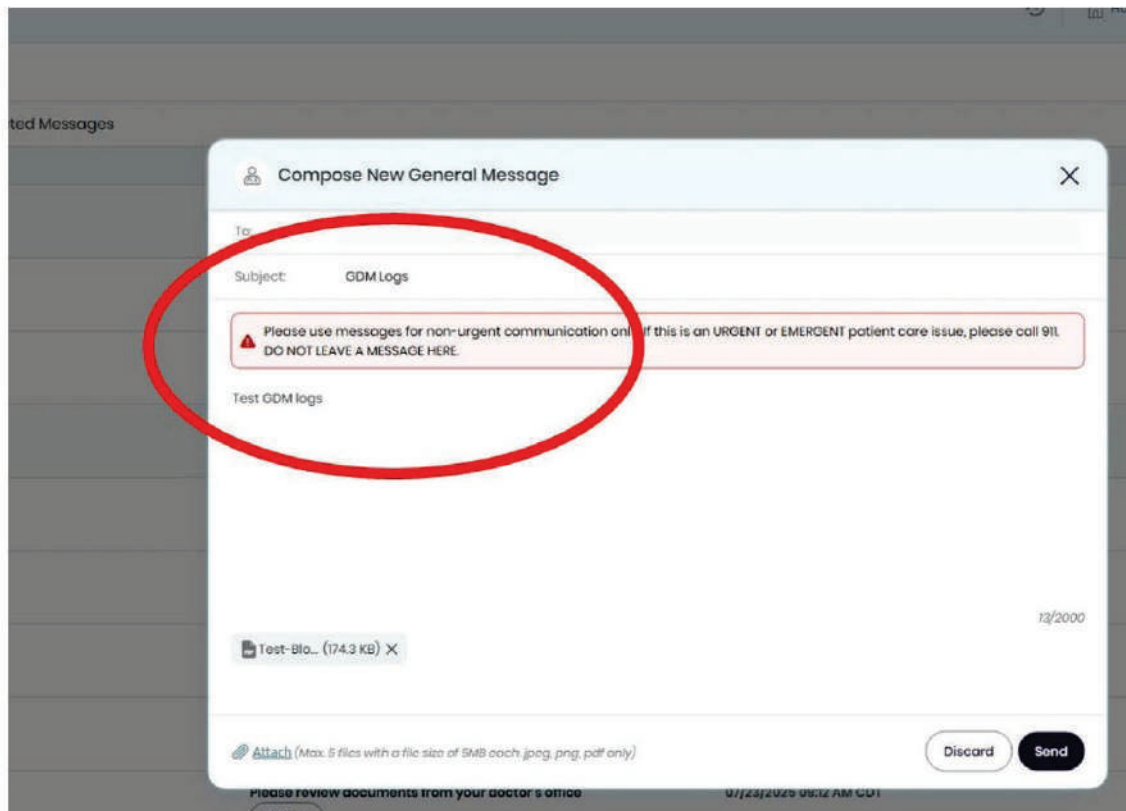 ted Messages
Compose New General Message
To:
Subject: GDM Logs
Please use messages for non-urgent communication only If this is an URGENT or EMERGENT patient care issue, please call 911.
DO NOT LEAVE A MESSAGE HERE.
Test GDM logs
13/2000
Test-Blo... (174.3 KB)
Attach (Max. 5 files with a file size of 5MB each. jpeg, png, pdf only)
Discard
Send
Please review documents from your doctor's office 07/23/2025 06:12 AM CDT